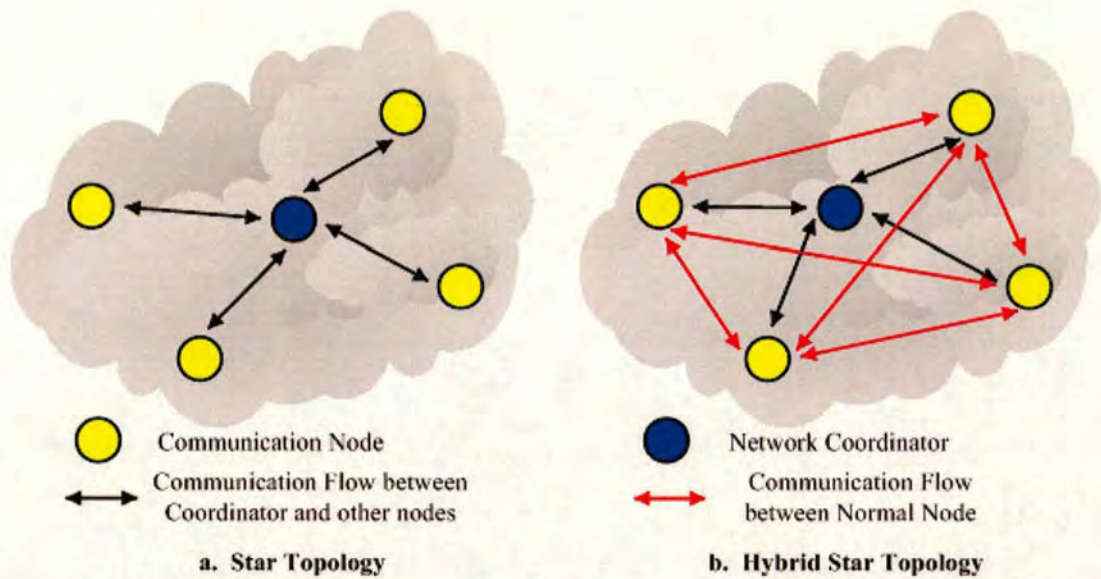 Communication Node
Communication Flow between
Coordinator and other nodes
a. Star Topology
Network Coordinator
Communication Flow
between Normal Node
b. Hybrid Star Topology